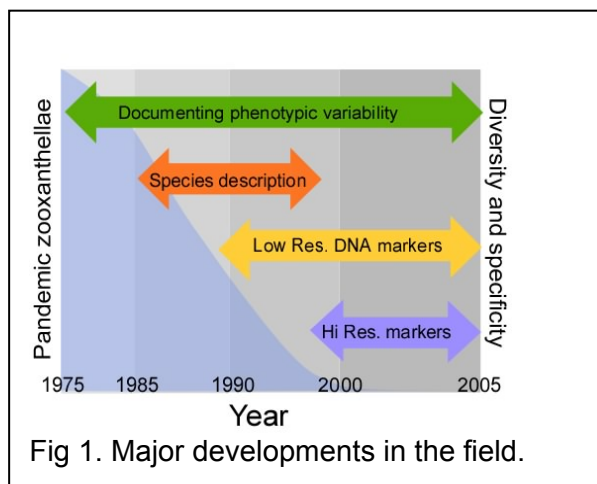 Documenting phenotypic variability
Species description
Low Res. DNA markers
Hi Res. markers
Pandemic zooxanthellae
Diversity and specificity
1975 1985 1990 2000 2005
Year
Fig 1. Major developments in the field.